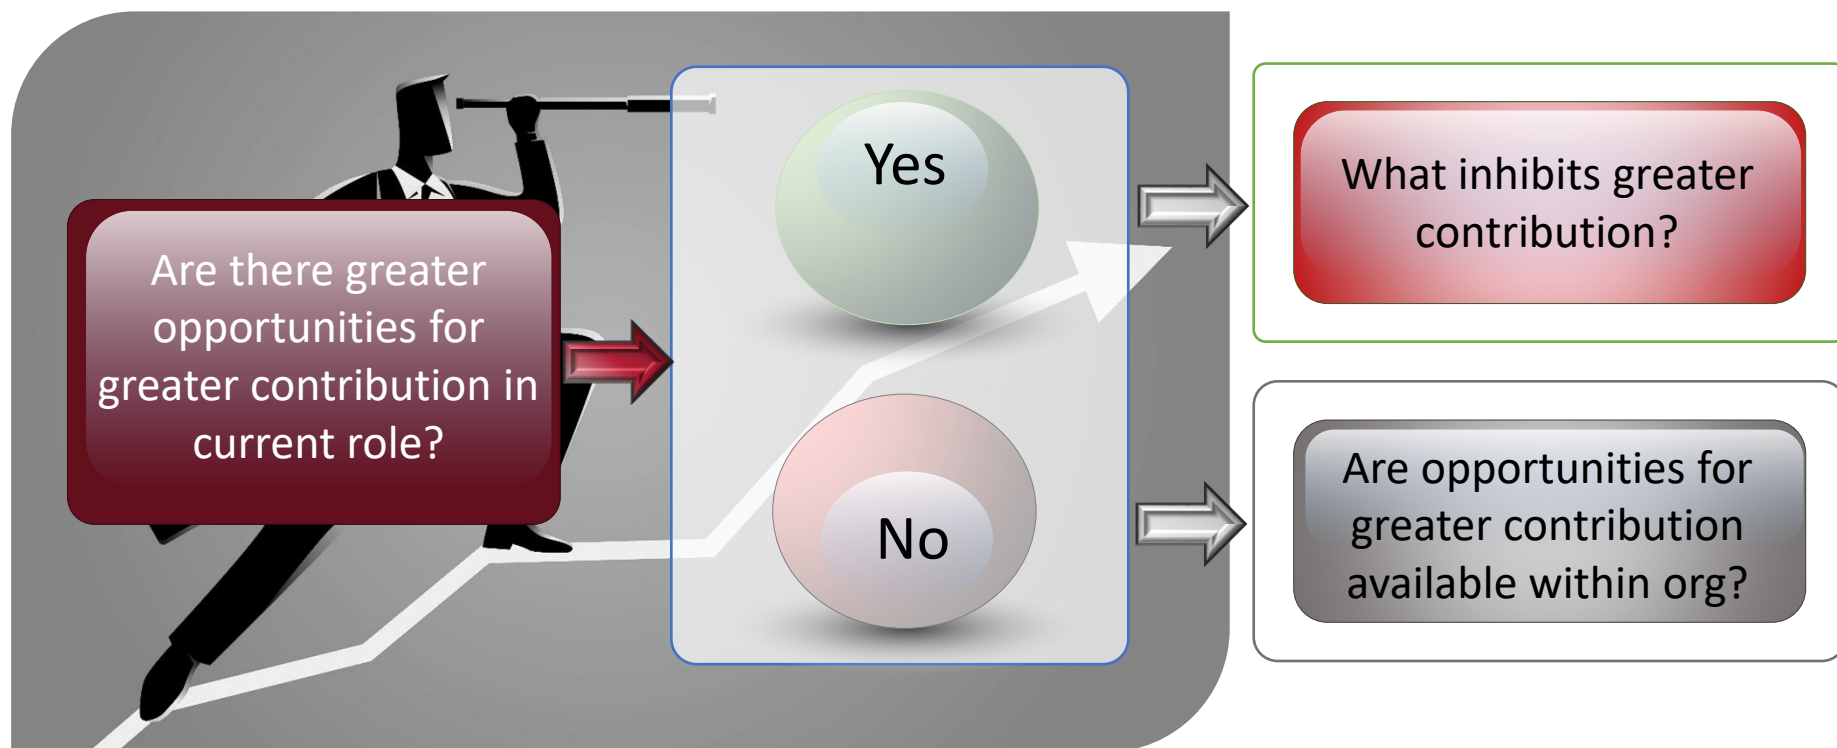 Are there greater
opportunities for
greater contribution in
current role?
Yes
No
What inhibits greater
contribution?
Are opportunities for
greater contribution
available within org?